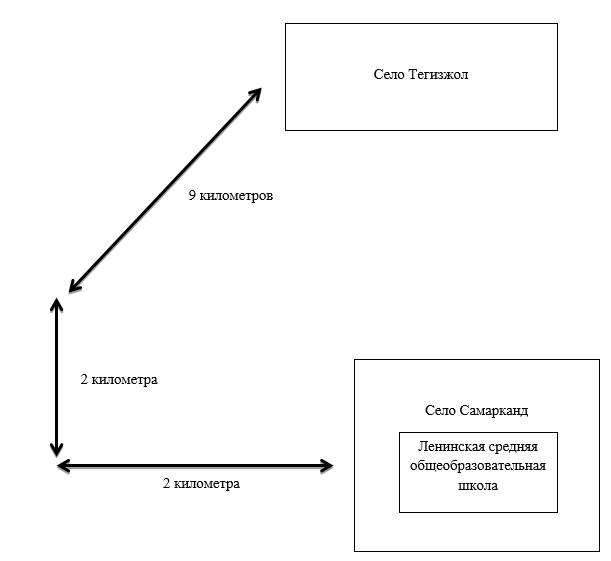 Село Тегизжол
9 километров
2 километра
Село Самарканд
Ленинская средняя
общеобразовательная
школа
2 километра